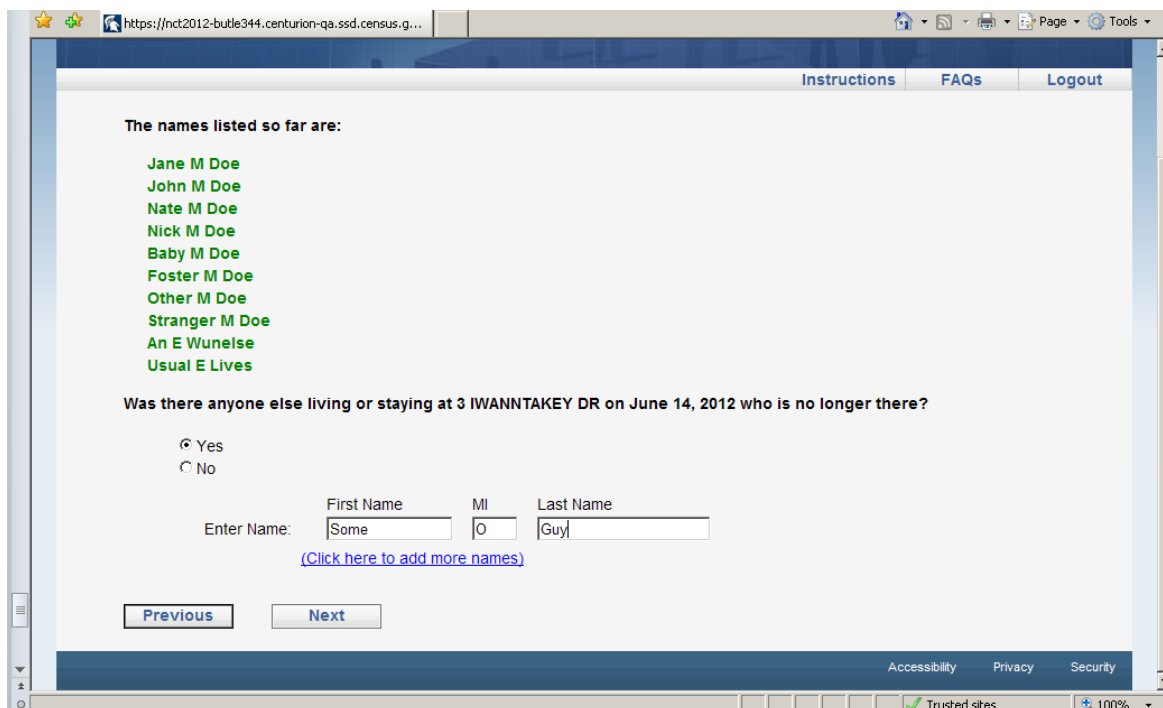 https://nct2012-butle344.centurion-qa.ssd.census.g...
Page
Tools
Instructions FAQs Logout
The names listed so far are:
Jane M Doe
John M Doe
Nate M Doe
Nick M Doe
Baby M Doe
Foster M Doe
Other M Doe
Stranger M Doe
An E Wunelse
Usual E Lives
Was there anyone else living or staying at 3 IWANNTAKEY DR on June 14, 2012 who is no longer there?
Yes
No
First Name MI Last Name
Enter Name: Some O Guy
(Click here to add more names)
Previous Next
Accessibility Privacy Security
Trusted sites 100%